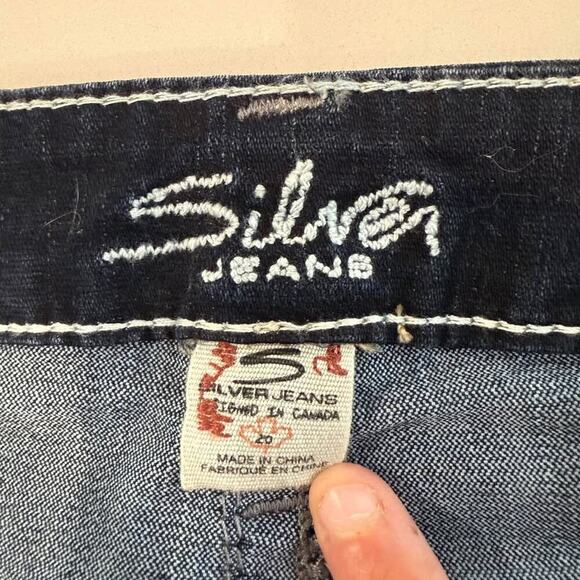 Silver
JEANS
S
SILVER JEANS
DESIGNED IN CANADA
20
MADE IN CHINA
FABRIQUÉ EN CHINE